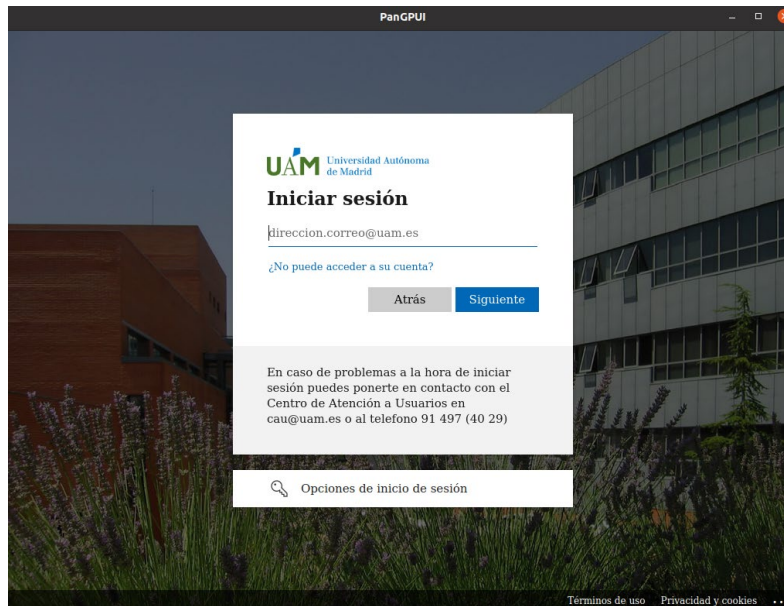 PanGPUI
UAM Universidad Autónoma
de Madrid
Iniciar sesión
direccion.correo@uam.es
¿No puede acceder a su cuenta?
Atrás Siguiente
En caso de problemas a la hora de iniciar
sesión puedes ponerte en contacto con el
Centro de Atención a Usuarios en
cau@uam.es o al telefono 91 497 (40 29)
Opciones de inicio de sesión
Términos de uso Privacidad y cookies